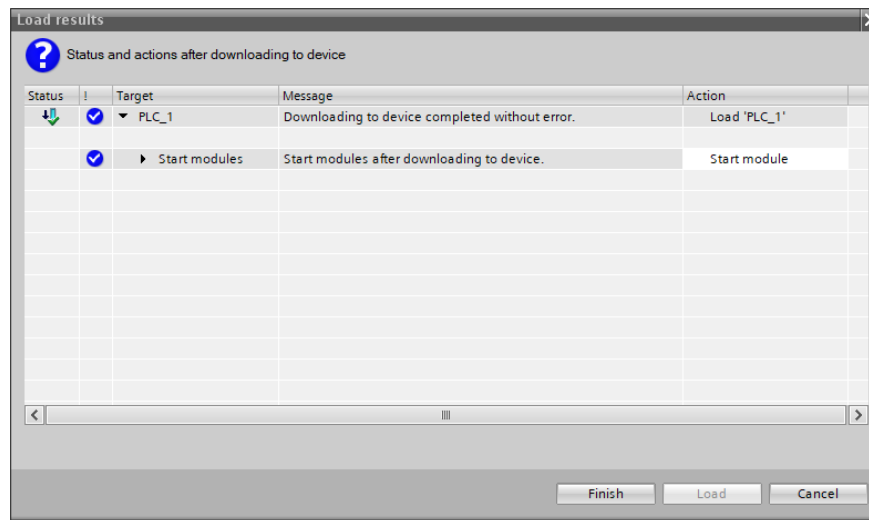 Load results
Status and actions after downloading to device
Status ! Target Message Action
PLC_1 Downloading to device completed without error. Load 'PLC_1'
Start modules Start modules after downloading to device. Start module
Finish Load Cancel